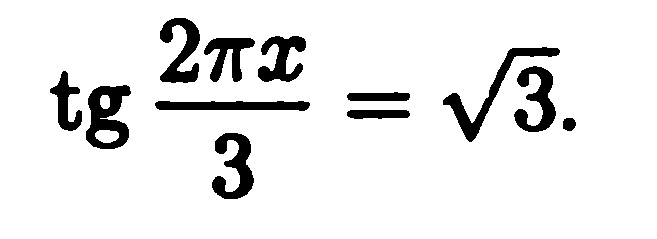 tg 2πx/3 = √3.